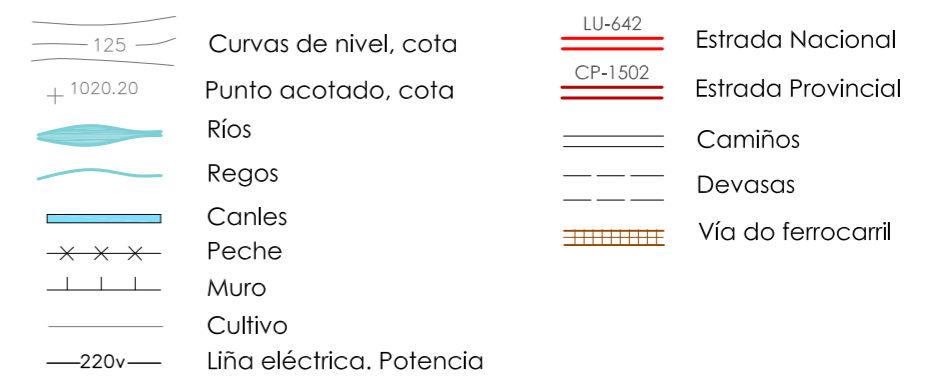 125
Curvas de nivel, cota
1020.20
Punto acotado, cota
Ríos
Regos
Canles
Peche
Muro
Cultivo
220v
Liña eléctrica. Potencia
LU-642
Estrada Nacional
CP-1502
Estrada Provincial
Camiños
Devasas
Vía do ferrocarril